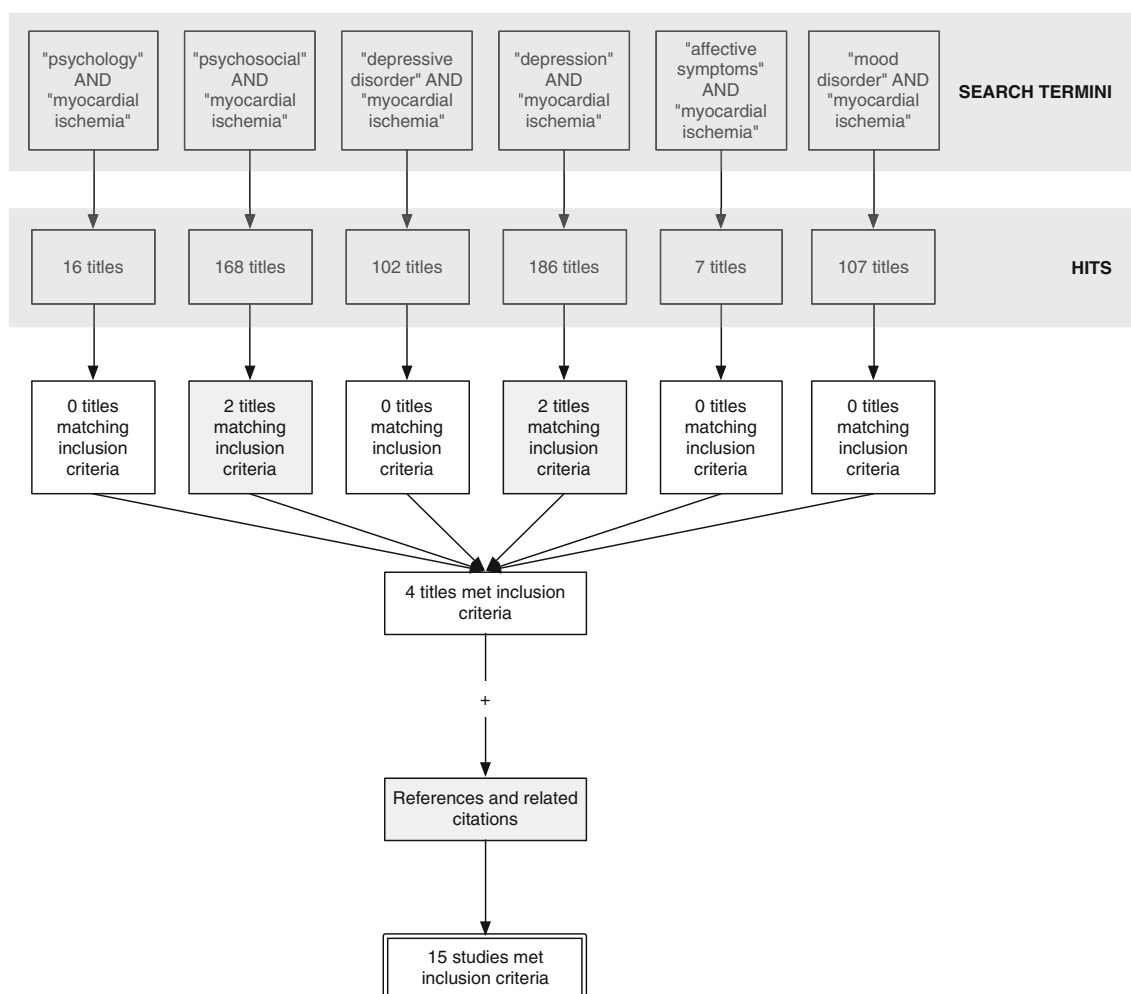 "psychology"
AND
"myocardial
ischemia"
"psychosocial"
AND
"myocardial
ischemia"
"depressive
disorder" AND
"myocardial
ischemia"
"depression"
AND
"myocardial
ischemia"
"affective
symptoms"
AND
"myocardial
ischemia"
"mood
disorder" AND
"myocardial
ischemia"
SEARCH TERMINI
16 titles
168 titles
102 titles
186 titles
7 titles
107 titles
HITS
0 titles
matching
inclusion
criteria
2 titles
matching
inclusion
criteria
0 titles
matching
inclusion
criteria
2 titles
matching
inclusion
criteria
0 titles
matching
inclusion
criteria
0 titles
matching
inclusion
criteria
4 titles met inclusion
criteria
+
References and related
citations
15 studies met
inclusion criteria